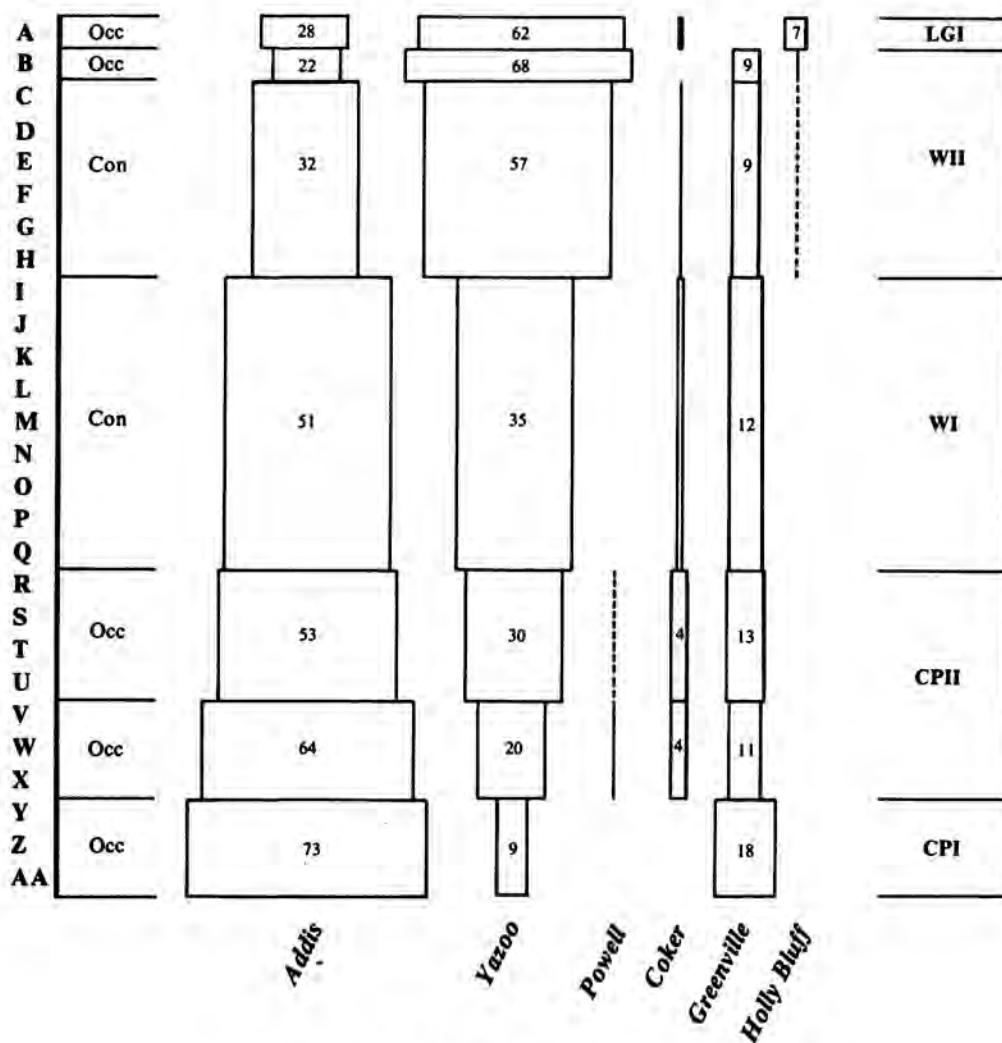 A Occ 28 62 7 LGI
B Occ 22 68 9
C
D
E Con 32 57 9 WII
F
G
H
I
J
K
L
M Con 51 35 12 WI
N
O
P
Q
R
S
T Occ 53 30 4 13
U CPII
V
W Occ 64 20 4 11
X
Y
Z Occ 73 9 18 CPI
AA
Addis
Yazoo
Powell
Coker
Greenville
Holly Bluff